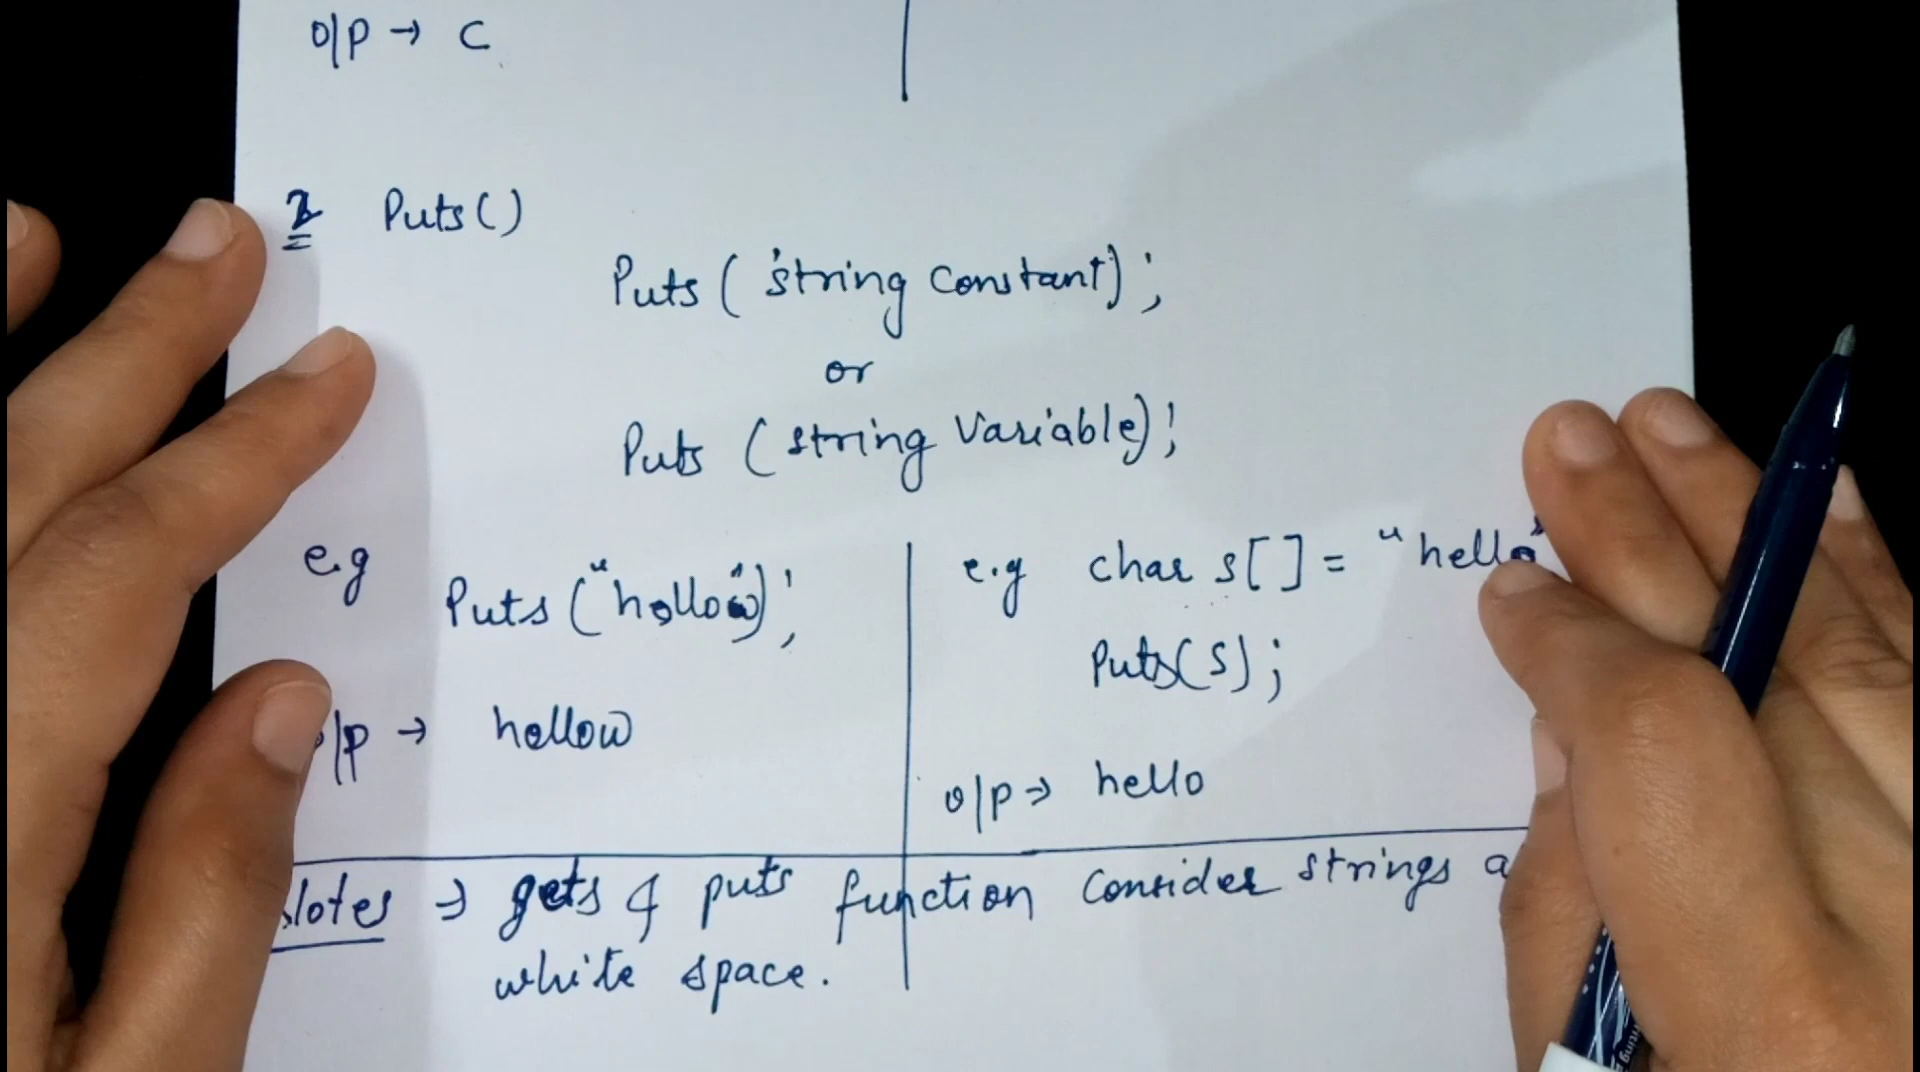 o/p → C
2 Puts()
Puts ( string constant);
or
Puts (string variable);
e.g
Puts ("hollow");
o/p → hollow
e.g char s[] = "hello"
Puts(s);
o/p → hello
Notes → gets & puts function consider strings
white space.